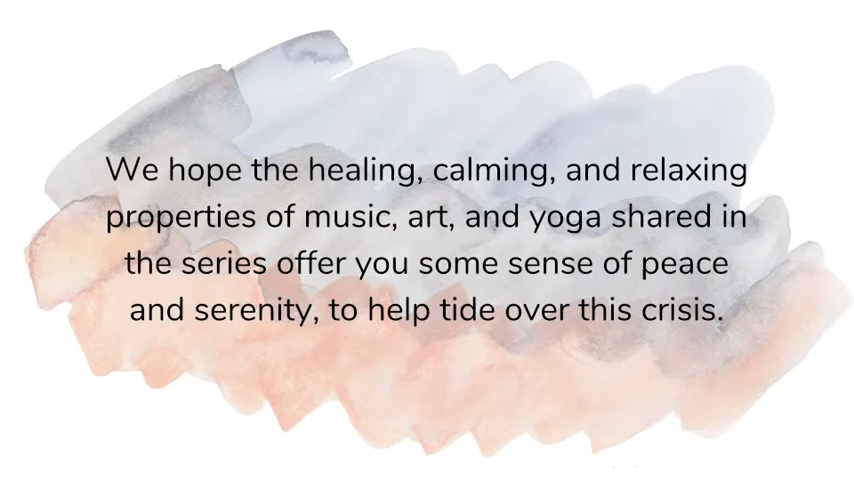 We hope the healing, calming, and relaxing
properties of music, art, and yoga shared in
the series offer you some sense of peace
and serenity, to help tide over this crisis.